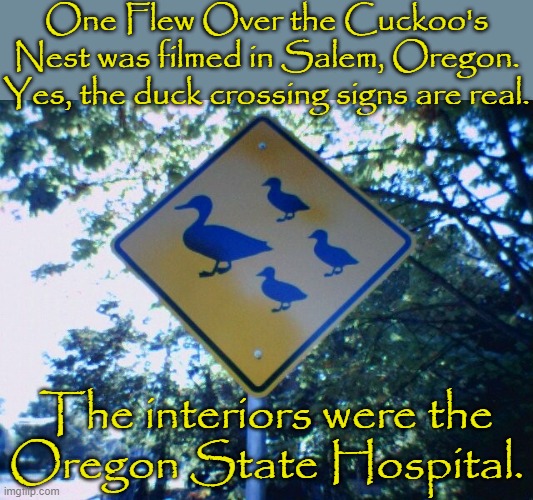 One Flew Over the Cuckoo's
Nest was filmed in Salem, Oregon.
Yes, the duck crossing signs are real.
The interiors were the
Oregon State Hospital.
imgflip.com